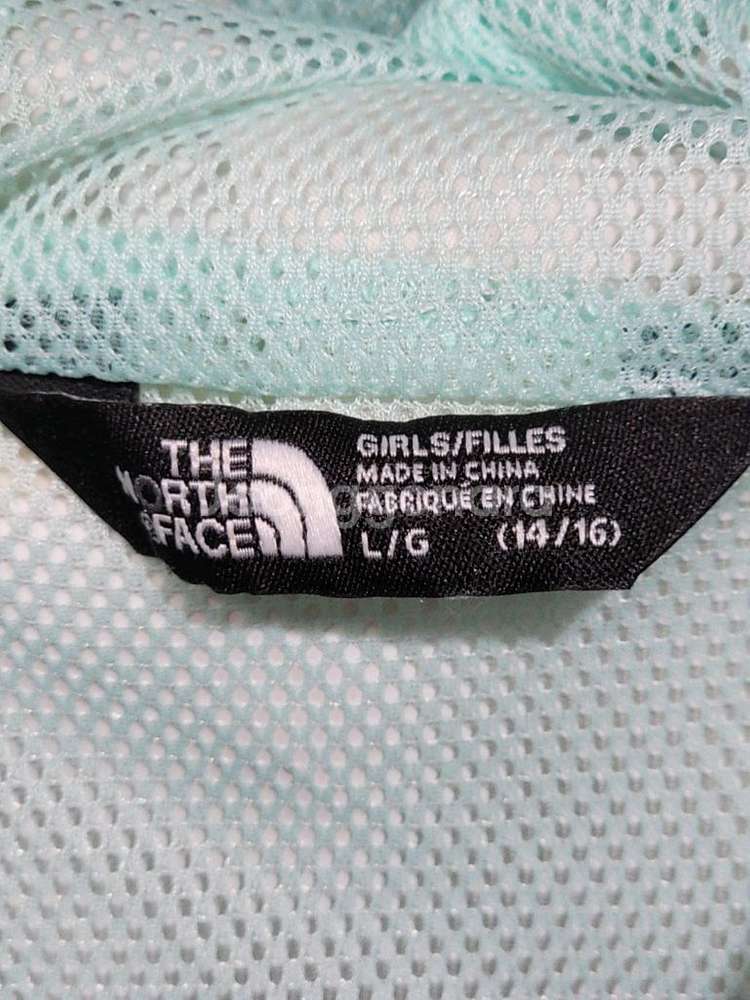 THE
NORTH
FACE
GIRLS/FILLES
MADE IN CHINA
FABRIQUÉ EN CHINE
L/G (14/16)